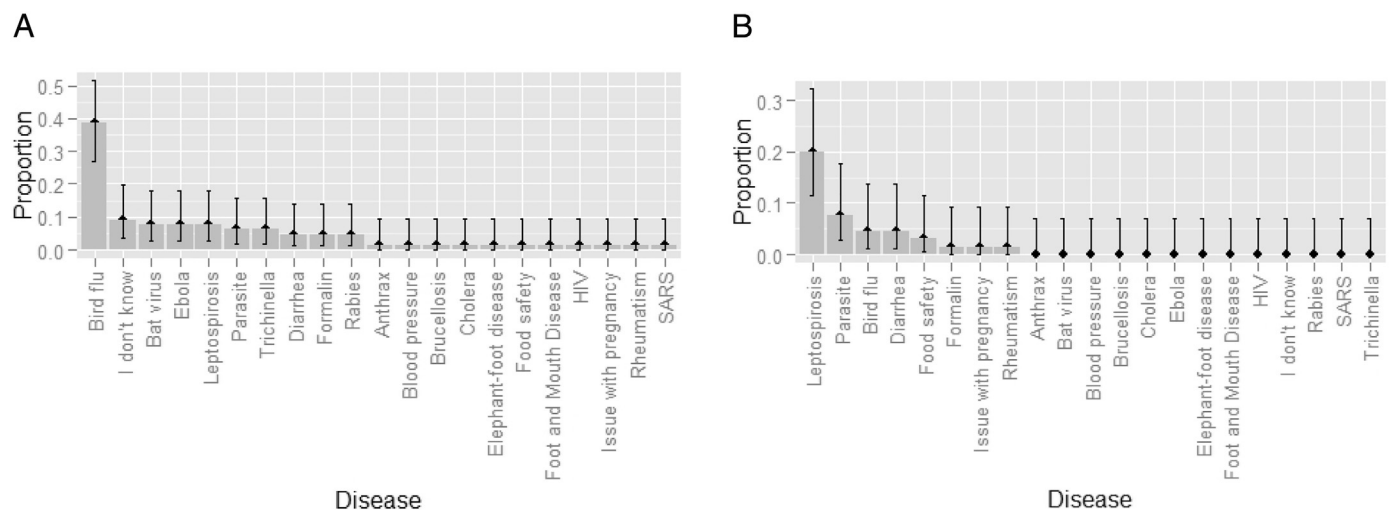 A
Proportion
0.5
0.4
0.3
0.2
0.1
0.0
Bird flu
I don't know
Bat virus
Ebola
Leptospirosis
Parasite
Trichinella
Diarrhea
Formalin
Rabies
Anthrax
Blood pressure
Brucellosis
Cholera
Elephant-foot disease
Food safety
Foot and Mouth Disease
HIV
Issue with pregnancy
Rheumatism
SARS
Disease
B
Proportion
0.3
0.2
0.1
0.0
Leptospirosis
Parasite
Bird flu
Diarrhea
Food safety
Formalin
Issue with pregnancy
Rheumatism
Anthrax
Bat virus
Blood pressure
Brucellosis
Cholera
Ebola
Elephant-foot disease
Foot and Mouth Disease
HIV
I don't know
Rabies
SARS
Trichinella
Disease